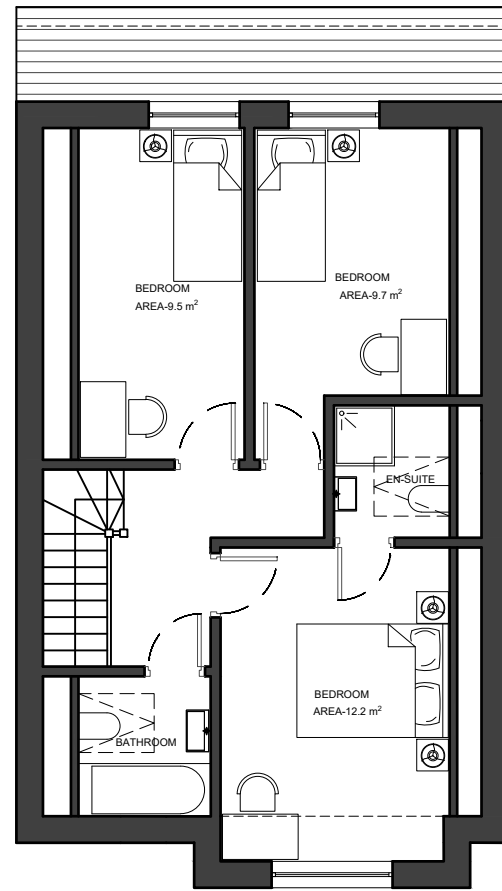 BEDROOM
AREA-9.5 m²
BEDROOM
AREA-9.7 m²
EN-SUITE
BEDROOM
AREA-12.2 m²
BATHROOM